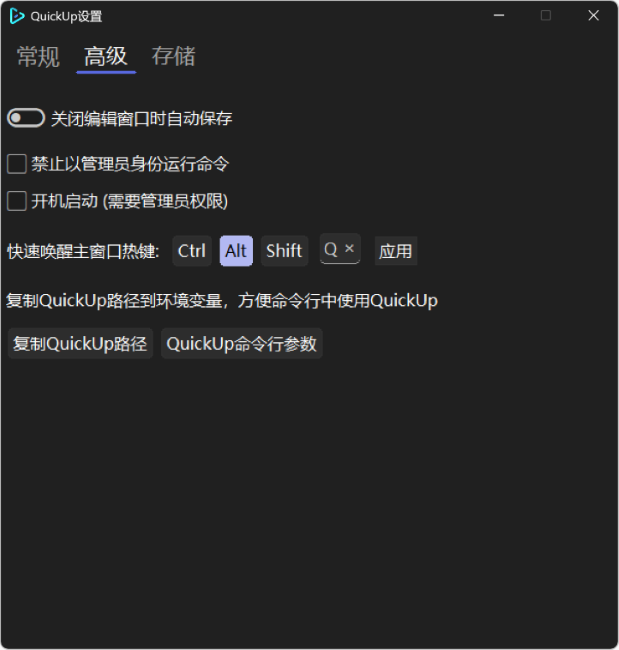 QuickUp设置
常规 高级 存储
关闭编辑窗口时自动保存
禁止以管理员身份运行命令
开机启动 (需要管理员权限)
快速唤醒主窗口热键: Ctrl Alt Shift Q × 应用
复制QuickUp路径到环境变量，方便命令行中使用QuickUp
复制QuickUp路径 QuickUp命令行参数